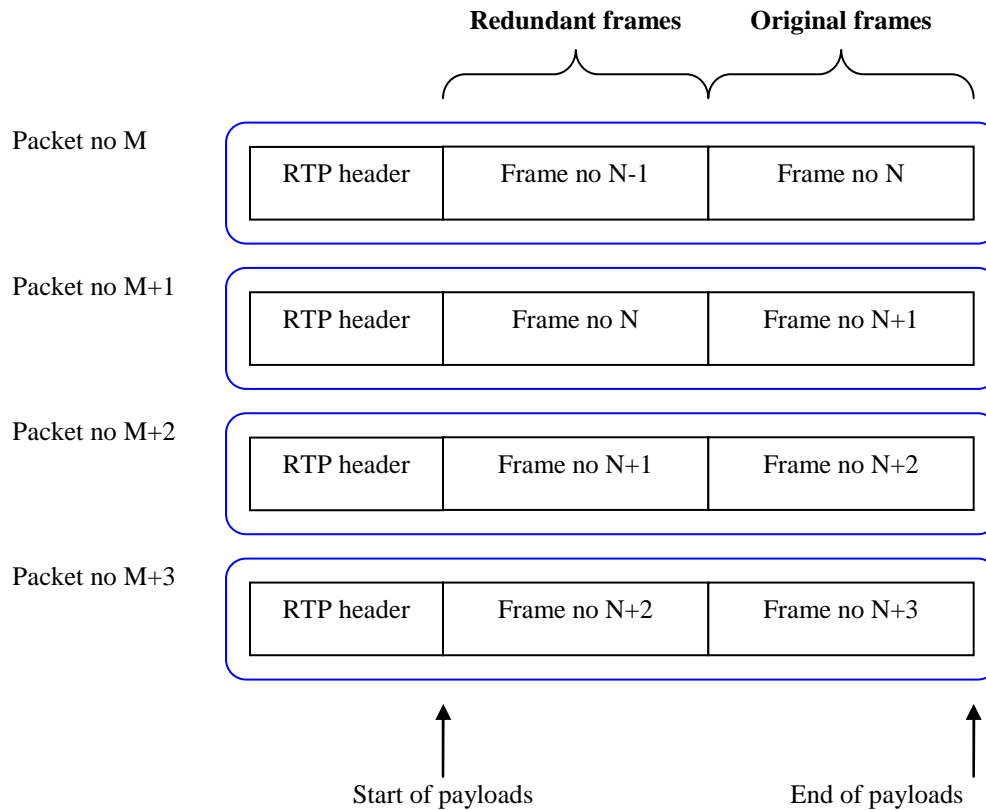 Redundant frames Original frames
Packet no M
RTP header Frame no N-1 Frame no N
Packet no M+1
RTP header Frame no N Frame no N+1
Packet no M+2
RTP header Frame no N+1 Frame no N+2
Packet no M+3
RTP header Frame no N+2 Frame no N+3
Start of payloads End of payloads